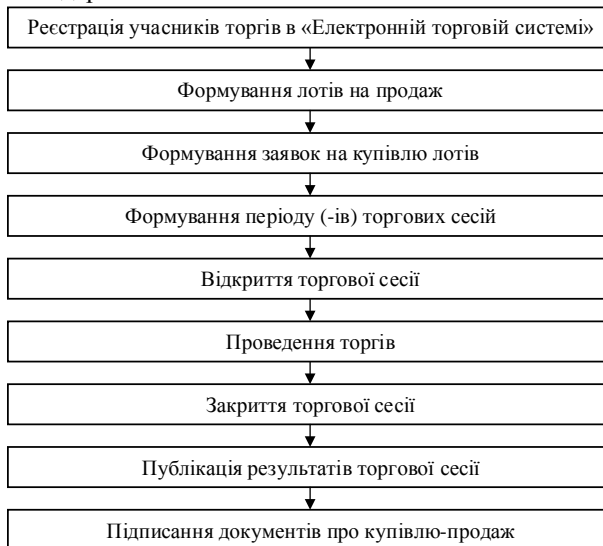 Реєстрація учасників торгів в «Електронній торговій системі»
Формування лотів на продаж
Формування заявок на купівлю лотів
Формування періоду (-ів) торгових сесій
Відкриття торгової сесії
Проведення торгів
Закриття торгової сесії
Публікація результатів торгової сесії
Підписання документів про купівлю-продаж